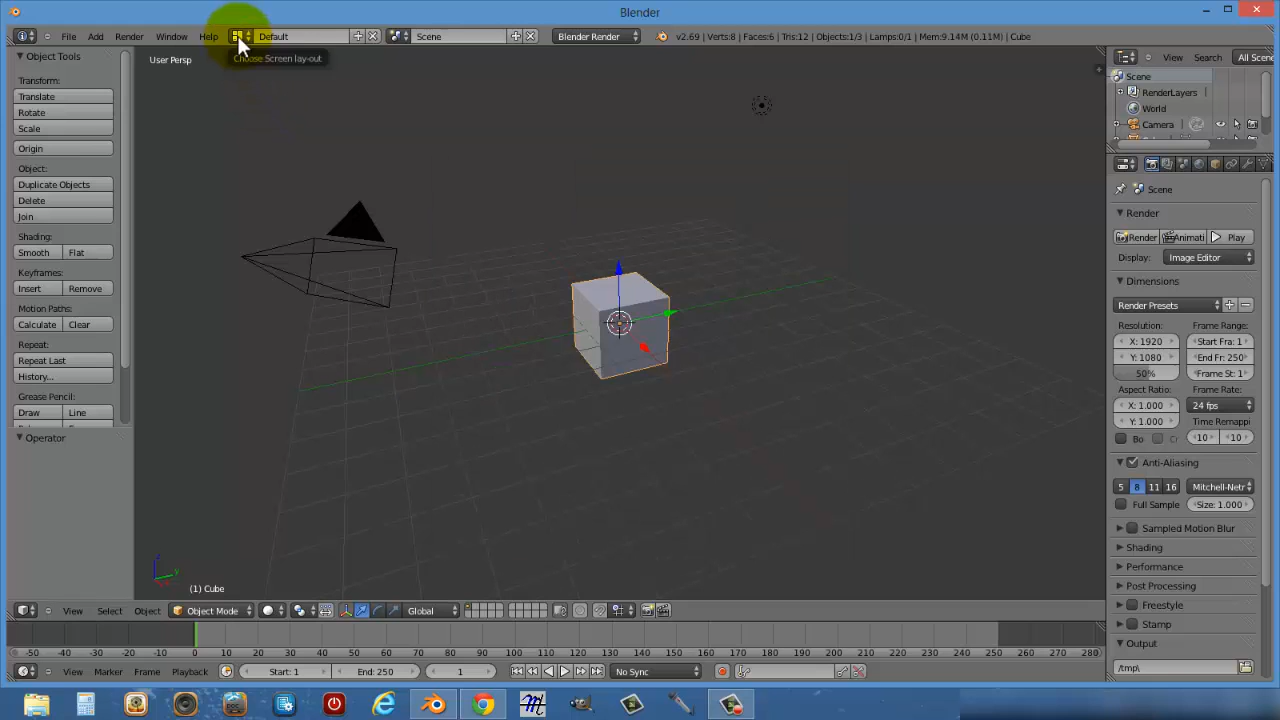 Blender
File Add Render Window Help Default Scene Blender Render v2.69 | Verts:8 | Faces:6 | Tris:12 | Objects:1/3 | Lamps:0/1 | Mem:9.14M (0.11M) | Cube
Choose Screen lay-out
Object Tools
Transform:
Translate
Rotate
Scale
Origin
Object:
Duplicate Objects
Delete
Join
Shading:
Smooth Flat
Keyframes:
Insert Remove
Motion Paths:
Calculate Clear
Repeat:
Repeat Last
History...
Grease Pencil:
Draw Line
Operator
User Persp
(1) Cube
z
y
View Search All Scene
Scene
RenderLayers
World
Camera
Scene
Render
Render Animati Play
Display: Image Editor
Dimensions
Render Presets
Resolution: Frame Range:
X: 1920 Start Fra: 1
Y: 1080 End Fr: 250
50% Frame St: 1
Aspect Ratio: Frame Rate:
X: 1.000 24 fps
Y: 1.000 Time Remappi
Bo Cr 10 10
Anti-Aliasing
5 8 11 16 Mitchell-Netr
Full Sample Size: 1.000
Sampled Motion Blur
Shading
Performance
Post Processing
Freestyle
Stamp
Output
/tmp\
View Select Object Object Mode Global
-50 -40 -30 -20 -10 0 10 20 30 40 50 60 70 80 90 100 110 120 130 140 150 160 170 180 190 200 210 220 230 240 250 260 270 280
View Marker Frame Playback Start: 1 End: 250 1 No Sync